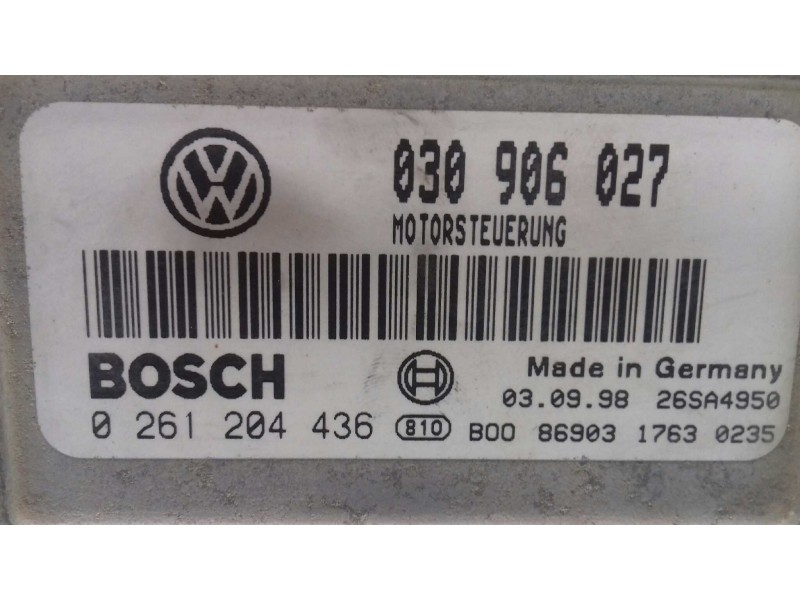 030 906 027
MOTORSTEUERUNG
BOSCH
Made in Germany
03.09.98 26SA4950
0 261 204 436 810 B00 86903 1763 0235